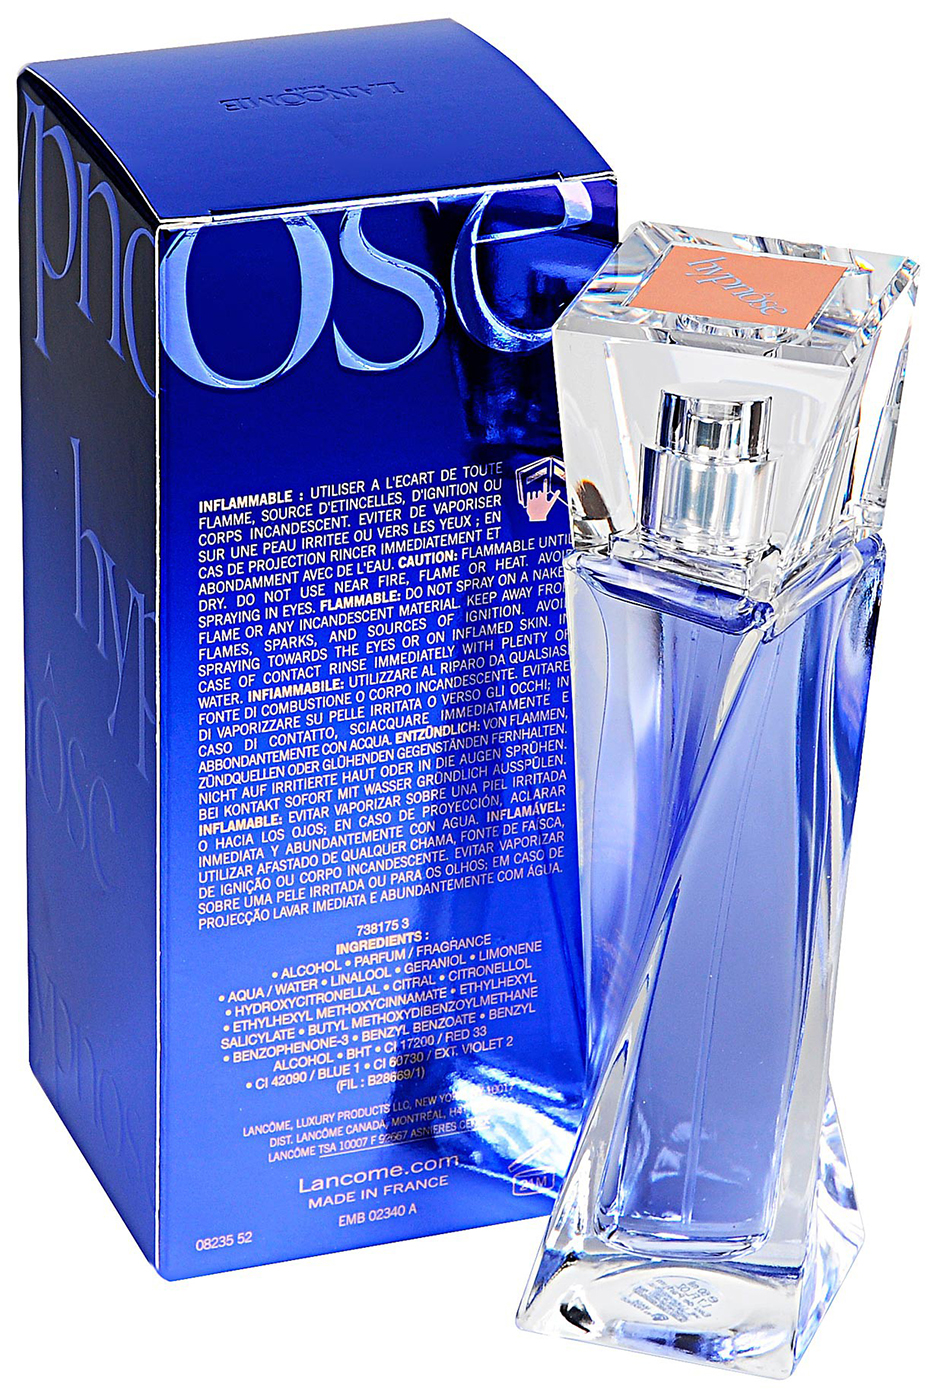 LANCÔME
ypnose
hyp
nôse
ypnos
hypnôse
INFLAMMABLE : UTILISER A L'ECART DE TOUTE
FLAMME, SOURCE D'ETINCELLES, D'IGNITION OU
CORPS INCANDESCENT. EVITER DE VAPORISER
SUR UNE PEAU IRRITEE OU VERS LES YEUX ; EN
CAS DE PROJECTION RINCER IMMEDIATEMENT ET
ABONDAMMENT AVEC DE L'EAU. CAUTION: FLAMMABLE UNTIL
DRY. DO NOT USE NEAR FIRE, FLAME OR HEAT. AVOID
SPRAYING IN EYES. FLAMMABLE: DO NOT SPRAY ON A NAKED
FLAME OR ANY INCANDESCENT MATERIAL. KEEP AWAY FROM
FLAMES, SPARKS, AND SOURCES OF IGNITION. AVOID
SPRAYING TOWARDS THE EYES OR ON INFLAMED SKIN. IN
CASE OF CONTACT RINSE IMMEDIATELY WITH PLENTY OF
WATER. INFIAMMABILE: UTILIZZARE AL RIPARO DA QUALSIASI
FONTE DI COMBUSTIONE O CORPO INCANDESCENTE. EVITARE
DI VAPORIZZARE SU PELLE IRRITATA O VERSO GLI OCCHI; IN
CASO DI CONTATTO, SCIACQUARE IMMEDIATAMENTE E
ABBONDANTEMENTE CON ACQUA. ENTZÜNDLICH: VON FLAMMEN,
ZÜNDQUELLEN ODER GLÜHENDEN GEGENSTÄNDEN FERNHALTEN.
NICHT AUF IRRITIERTE HAUT ODER IN DIE AUGEN SPRÜHEN.
BEI KONTAKT SOFORT MIT WASSER GRÜNDLICH AUSSPÜLEN.
INFLAMABLE: EVITAR VAPORIZAR SOBRE UNA PIEL IRRITADA
O HACIA LOS OJOS; EN CASO DE PROYECCIÓN, ACLARAR
INMEDIATA Y ABUNDANTEMENTE CON AGUA. INFLAMÁVEL:
UTILIZAR AFASTADO DE QUALQUER CHAMA, FONTE DE FAÍSCA,
DE IGNIÇÃO OU CORPO INCANDESCENTE. EVITAR VAPORIZAR
SOBRE UMA PELE IRRITADA OU PARA OS OLHOS; EM CASO DE
PROJECÇÃO LAVAR IMEDIATA E ABUNDANTEMENTE COM ÁGUA.
738175 3
INGREDIENTS :
• ALCOHOL • PARFUM / FRAGRANCE
• AQUA / WATER • LINALOOL • GERANIOL • LIMONENE
• HYDROXYCITRONELLAL • CITRAL • CITRONELLOL
• ETHYLHEXYL METHOXYCINNAMATE • ETHYLHEXYL
SALICYLATE • BUTYL METHOXYDIBENZOYLMETHANE
• BENZOPHENONE-3 • BENZYL BENZOATE • BENZYL
ALCOHOL • BHT • CI 17200 / RED 33
• CI 42090 / BLUE 1 • CI 60730 / EXT. VIOLET 2
(FIL : B28669/1)
LANCÔME, LUXURY PRODUCTS LLC, NEW YORK 10017
DIST. LANCÔME CANADA, MONTRÉAL,
LANCÔME TSA 10007 F 92667 ASNIERES
Lancome.com
MADE IN FRANCE
EMB 02340 A
08235 52
24M